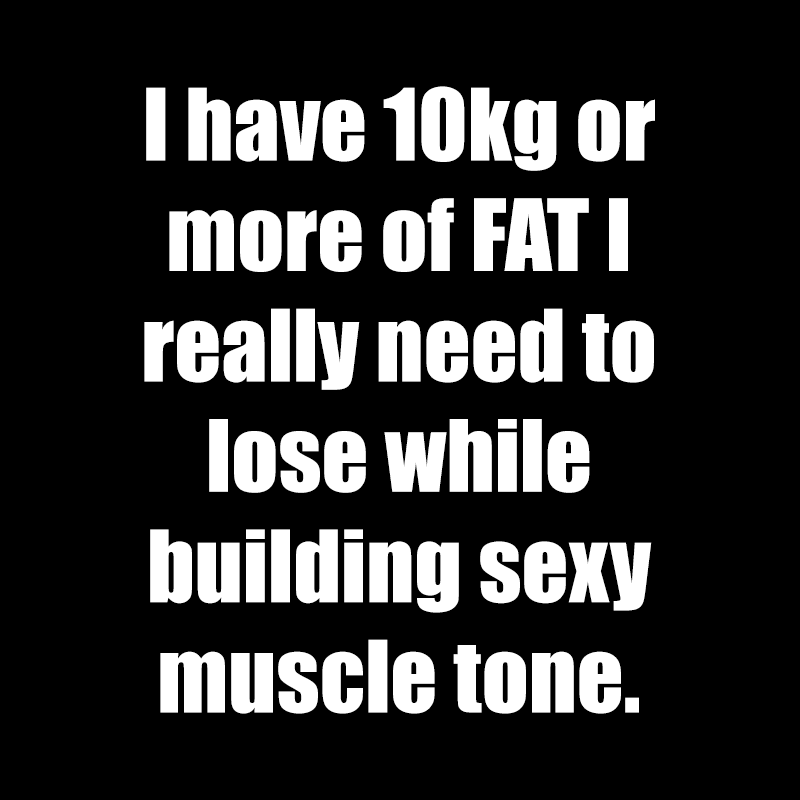 I have 10kg or
more of FAT I
really need to
lose while
building sexy
muscle tone.